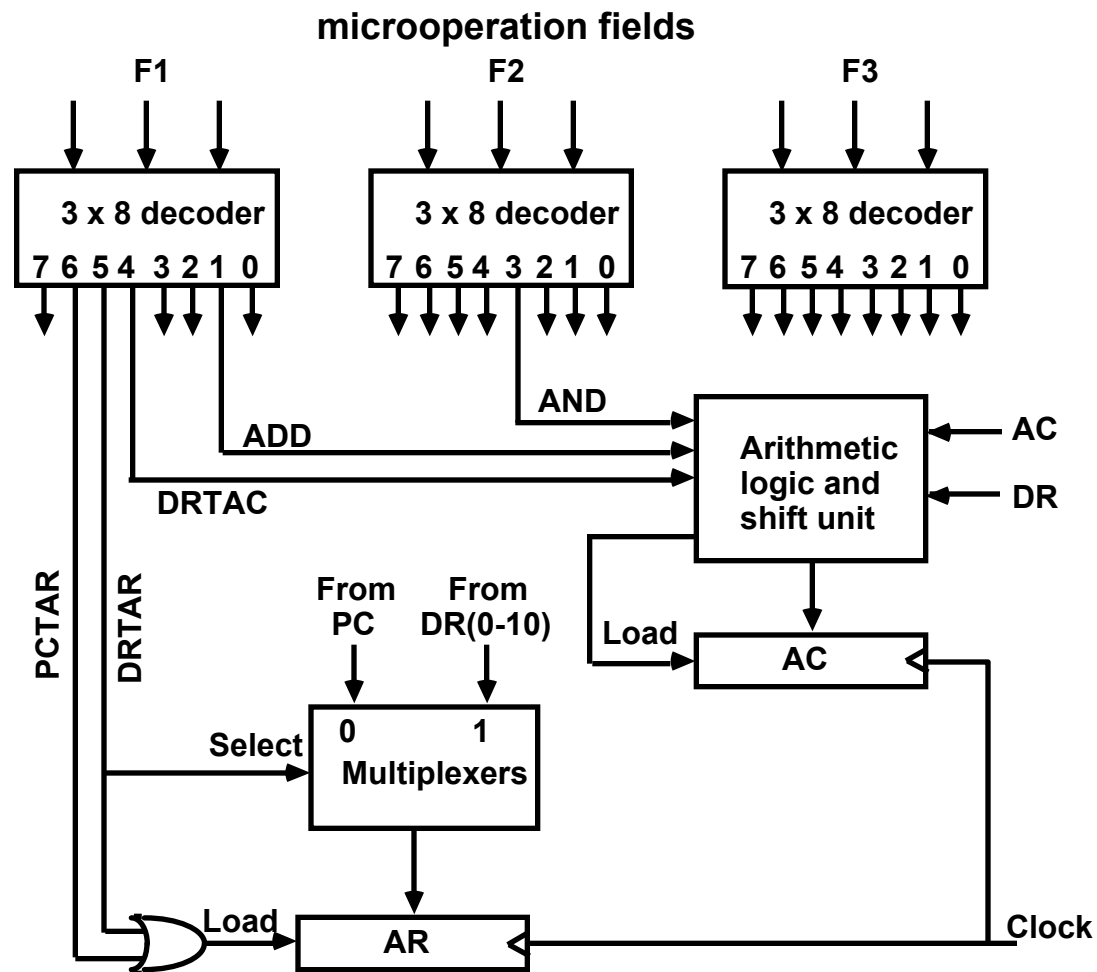 microoperation fields
F1
F2
F3
3 x 8 decoder
7 6 5 4 3 2 1 0
3 x 8 decoder
7 6 5 4 3 2 1 0
3 x 8 decoder
7 6 5 4 3 2 1 0
AND
ADD
DRTAC
Arithmetic
logic and
shift unit
AC
DR
PCTAR
DRTAR
From
PC
From
DR(0-10)
Load
AC
0 1
Select
Multiplexers
Load
AR
Clock